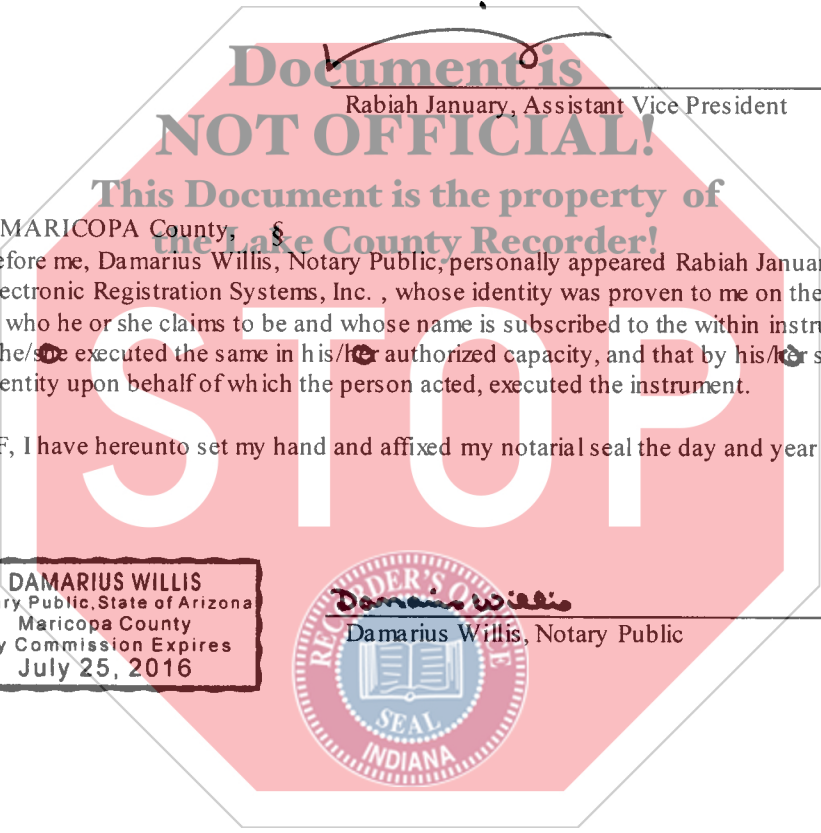 Document is
Rabiah January, Assistant Vice President
NOT OFFICIAL!
This Document is the property of
MARICOPA County, §
the Lake County Recorder!
efore me, Damarius Willis, Notary Public, personally appeared Rabiah Januar
ectronic Registration Systems, Inc. , whose identity was proven to me on the
who he or she claims to be and whose name is subscribed to the within instru
he/she executed the same in his/her authorized capacity, and that by his/her s
entity upon behalf of which the person acted, executed the instrument.
F, I have hereunto set my hand and affixed my notarial seal the day and year
STOP
DAMARIUS WILLIS
ry Public, State of Arizona
Maricopa County
y Commission Expires
July 25, 2016
Damarius Willis
Damarius Willis, Notary Public
RECORDER'S OFFICE
SEAL
INDIANA